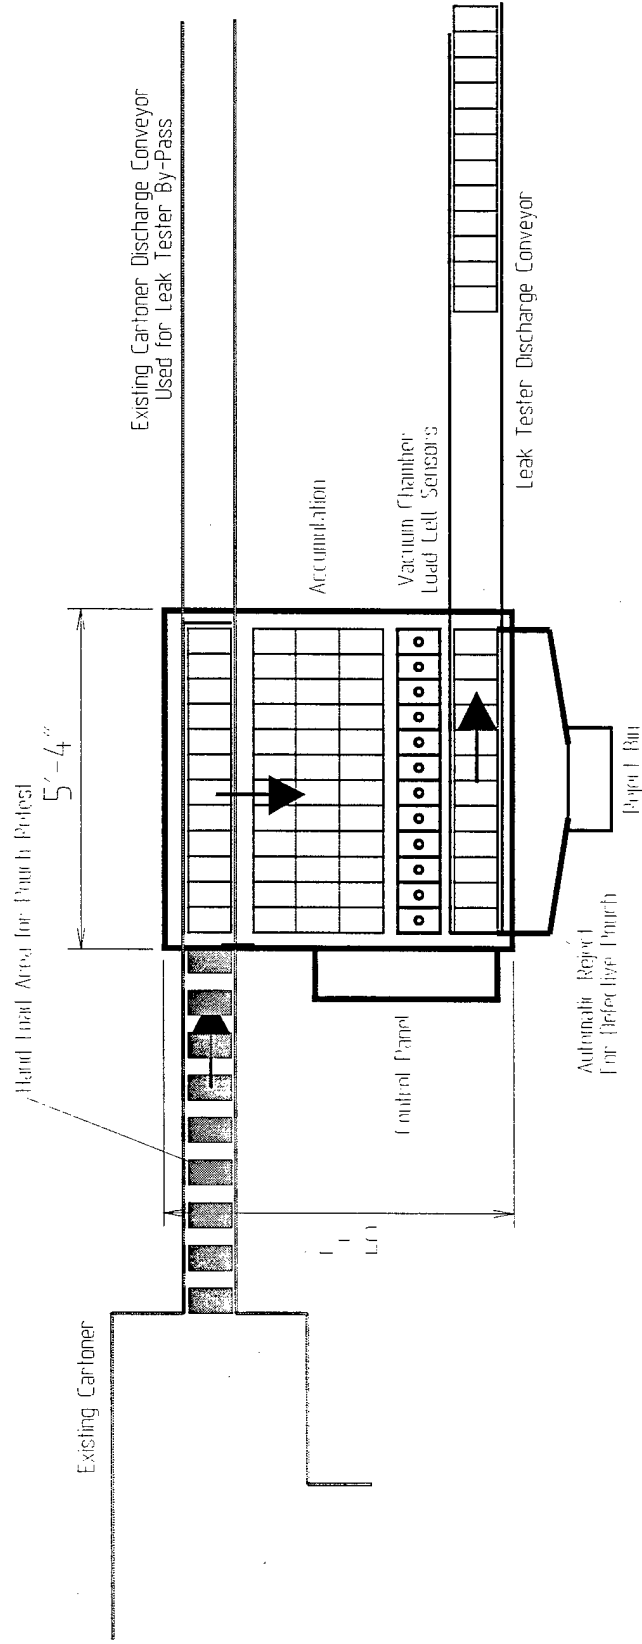 Existing Cartoner Discharge Conveyor
Used for Leak Tester By-Pass
Hand Load Area for Pouch Retest
5'-4"
Accumulation
Vacuum Chamber
Load Cell Sensors
Leak Tester Discharge Conveyor
Existing Cartoner
Control Panel
Automatic Reject
For Defective Pouch
Reject Bin